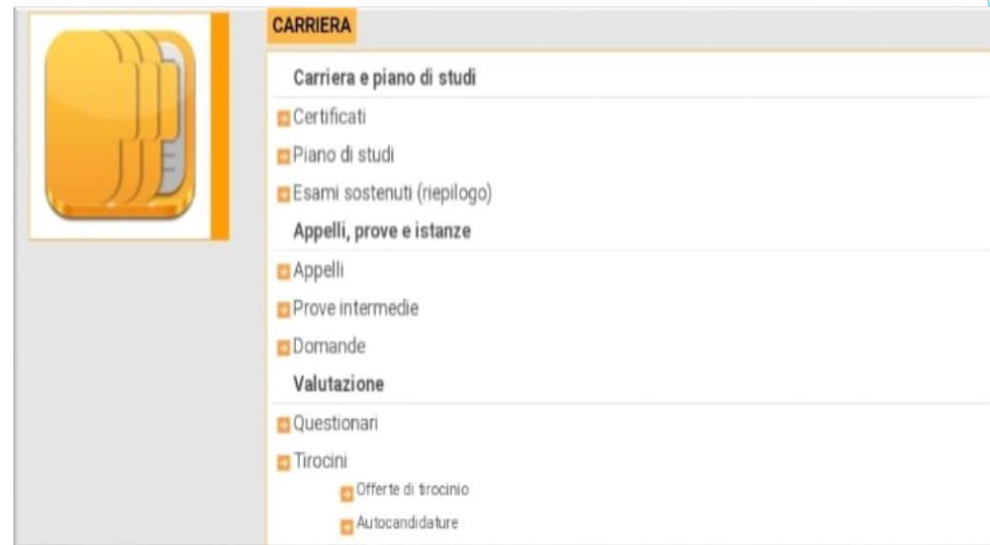 CARRIERA
Carriera e piano di studi
Certificati
Piano di studi
Esami sostenuti (riepilogo)
Appelli, prove e istanze
Appelli
Prove intermedie
Domande
Valutazione
Questionari
Tirocini
Offerte di tirocinio
Autocandidature